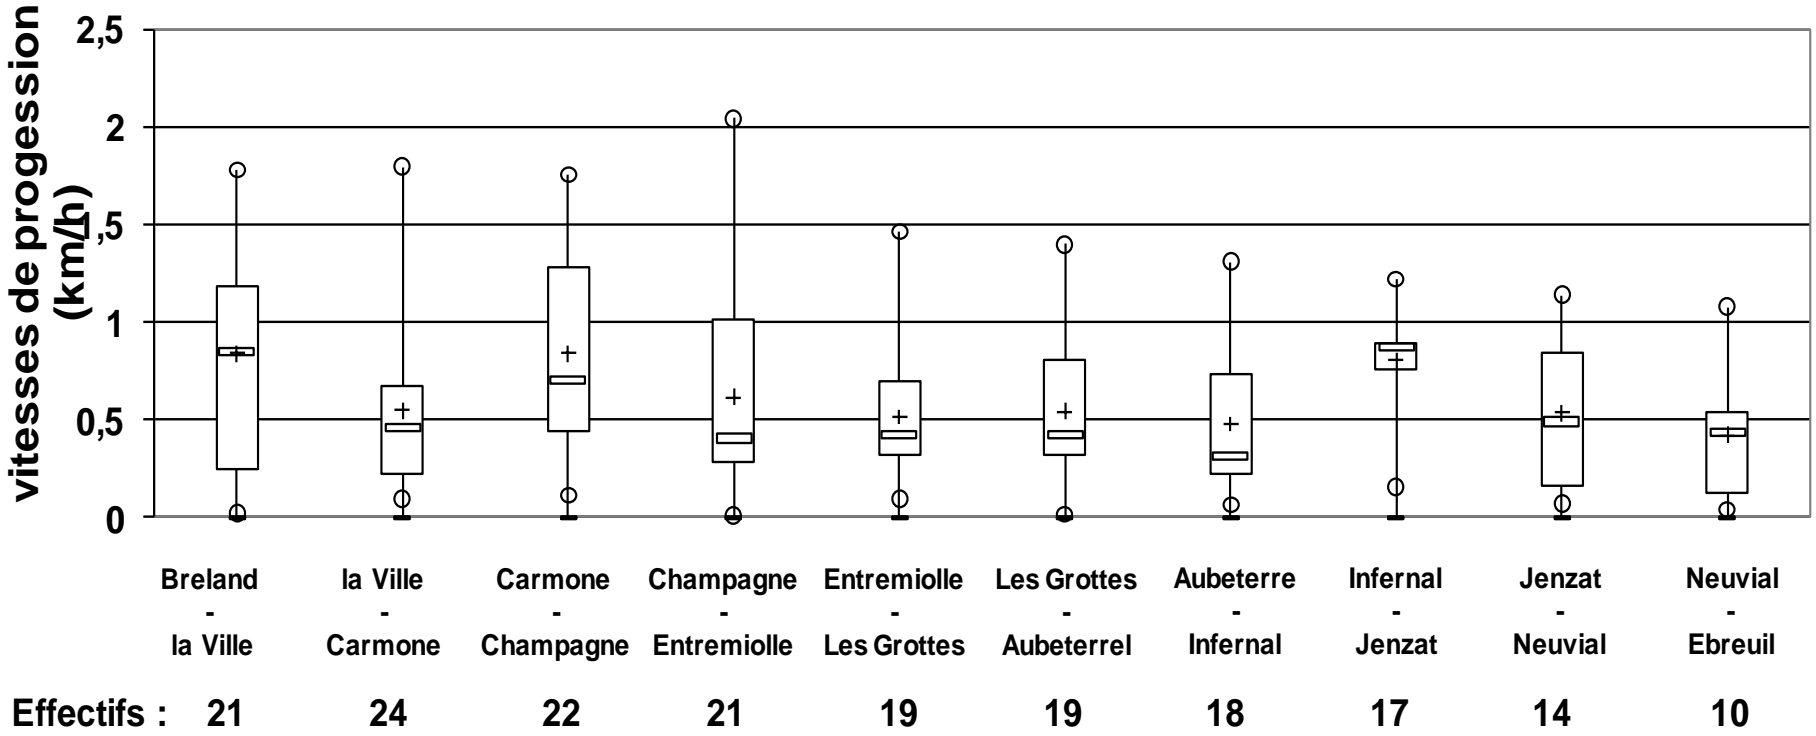 vitesses de progession
(km/h)
2,5
2
1,5
1
0,5
0
Breland la Ville Carmone Champagne Entremiolle Les Grottes Aubeterre Infernal Jenzat Neuvial
- - - - - - - - - -
la Ville Carmone Champagne Entremiolle Les Grottes Aubeterrel Infernal Jenzat Neuvial Ebreuil
Effectifs : 21 24 22 21 19 19 18 17 14 10